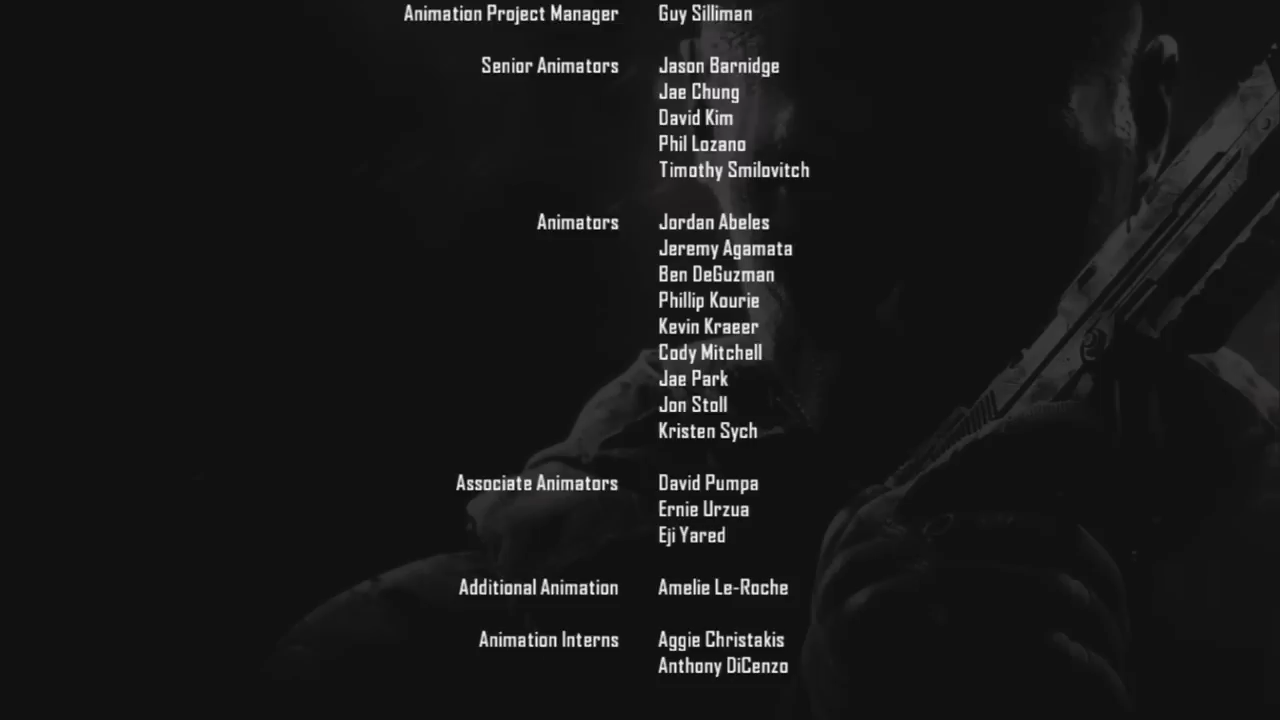 Animation Project Manager Guy Silliman
Senior Animators Jason Barnidge
Jae Chung
David Kim
Phil Lozano
Timothy Smilovitch
Animators Jordan Abeles
Jeremy Agamata
Ben DeGuzman
Phillip Kourie
Kevin Kraeer
Cody Mitchell
Jae Park
Jon Stoll
Kristen Sych
Associate Animators David Pumpa
Ernie Urzua
Eji Yared
Additional Animation Amelie Le-Roche
Animation Interns Aggie Christakis
Anthony DiCenzo